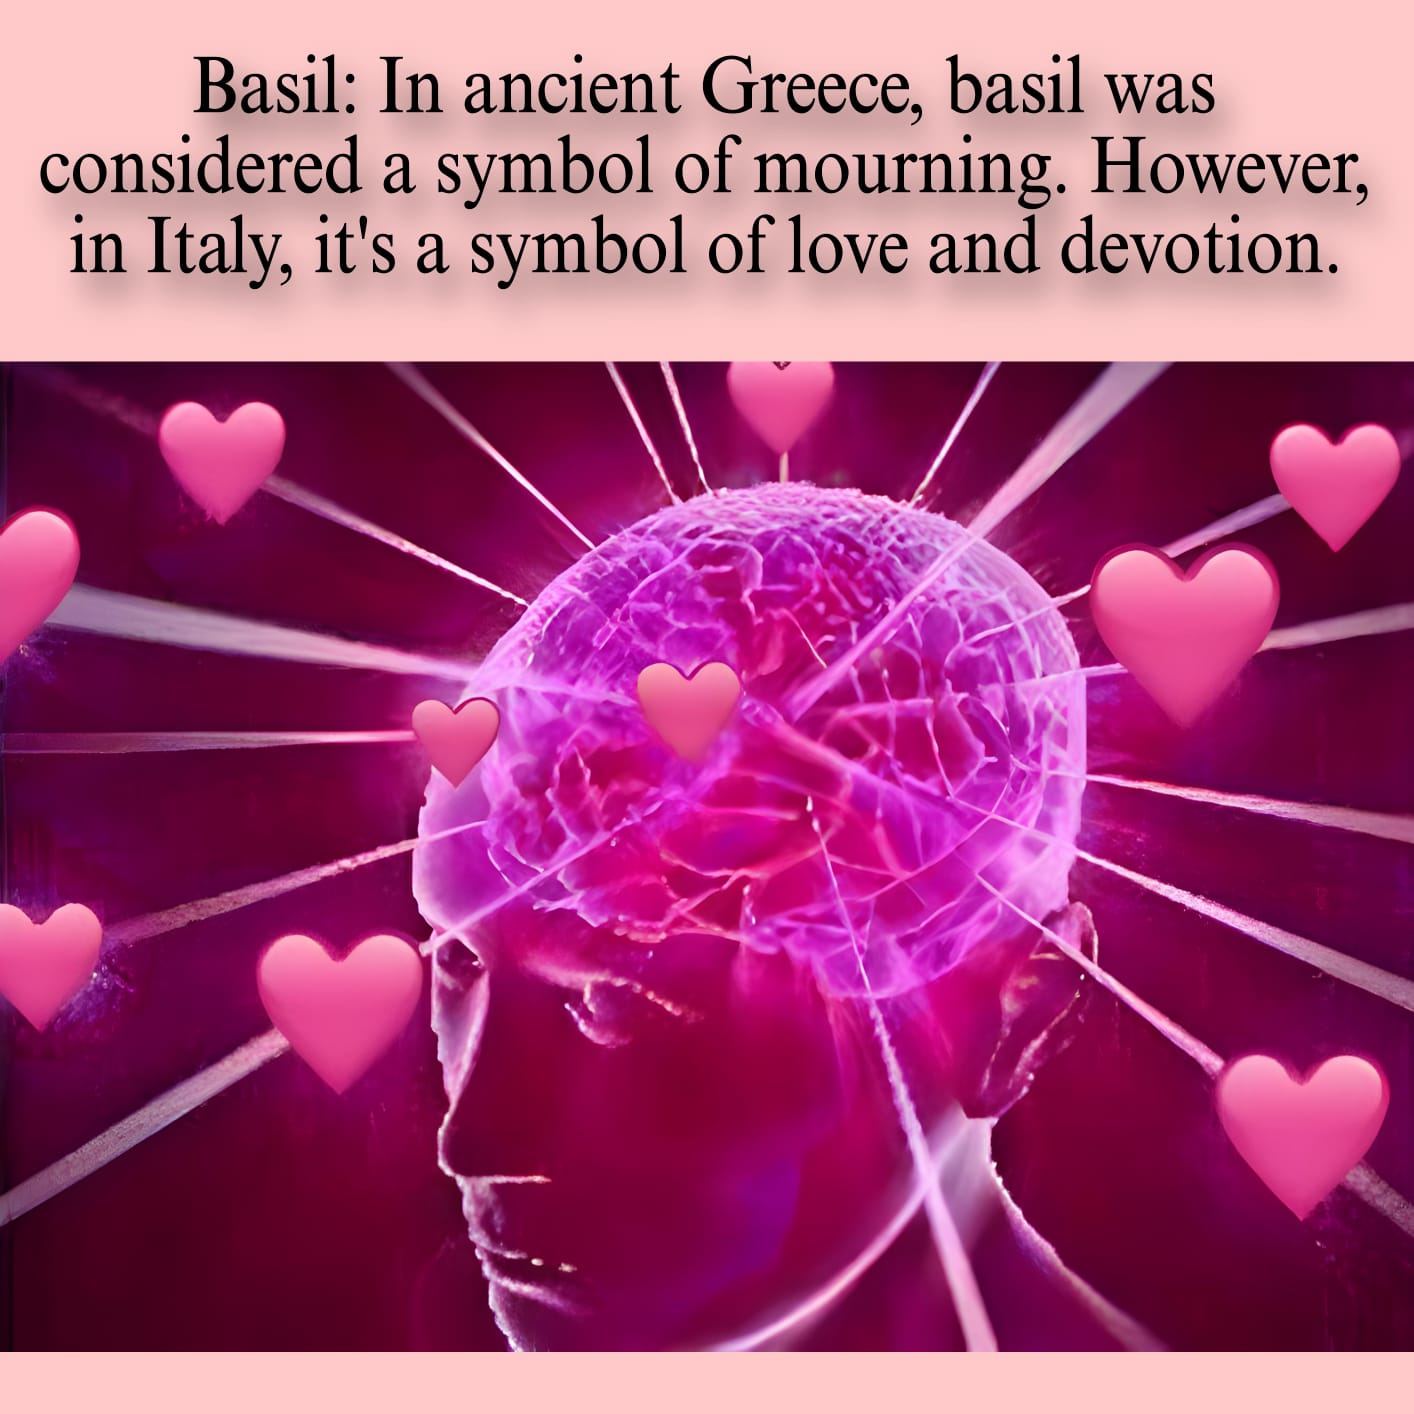 Basil: In ancient Greece, basil was
considered a symbol of mourning. However,
in Italy, it's a symbol of love and devotion.